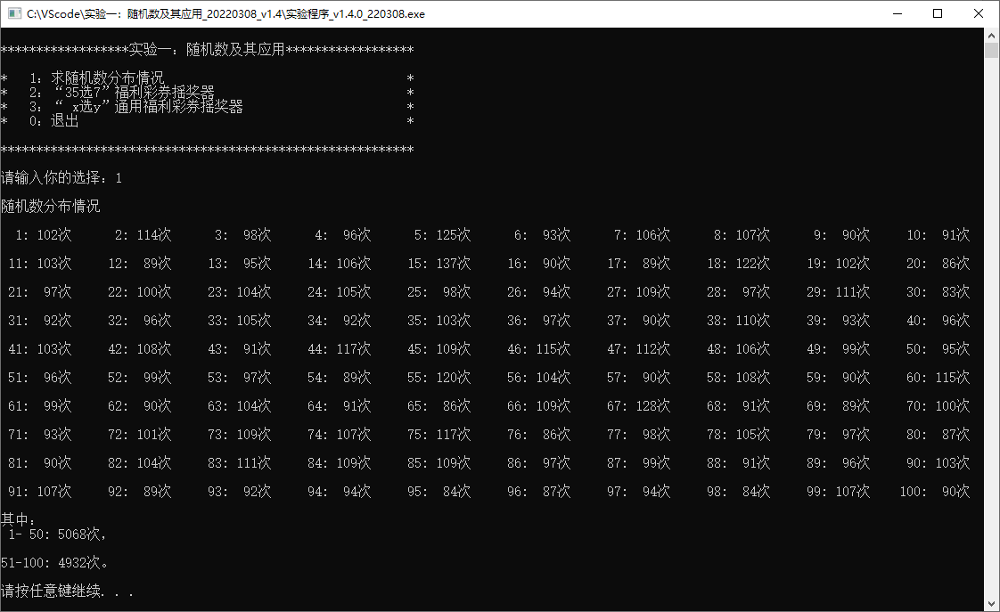 C:\VScode\实验一：随机数及其应用_20220308_v1.4\实验程序_v1.4.0_220308.exe
******************实验一：随机数及其应用******************
*   1：求随机数分布情况                                  *
*   2：“35选7”福利彩券摇奖器                           *
*   3：“ x选y”通用福利彩券摇奖器                       *
*   0：退出                                              *
**********************************************************
请输入你的选择：1
随机数分布情况
1: 102次 2: 114次 3: 98次 4: 96次 5: 125次 6: 93次 7: 106次 8: 107次 9: 90次 10: 91次
11: 103次 12: 89次 13: 95次 14: 106次 15: 137次 16: 90次 17: 89次 18: 122次 19: 102次 20: 86次
21: 97次 22: 100次 23: 104次 24: 105次 25: 98次 26: 94次 27: 109次 28: 97次 29: 111次 30: 83次
31: 92次 32: 96次 33: 105次 34: 92次 35: 103次 36: 97次 37: 90次 38: 110次 39: 93次 40: 96次
41: 103次 42: 108次 43: 91次 44: 117次 45: 109次 46: 115次 47: 112次 48: 106次 49: 99次 50: 95次
51: 96次 52: 99次 53: 97次 54: 89次 55: 120次 56: 104次 57: 90次 58: 108次 59: 90次 60: 115次
61: 99次 62: 90次 63: 104次 64: 91次 65: 86次 66: 109次 67: 128次 68: 91次 69: 89次 70: 100次
71: 93次 72: 101次 73: 109次 74: 107次 75: 117次 76: 86次 77: 98次 78: 105次 79: 97次 80: 87次
81: 90次 82: 104次 83: 111次 84: 109次 85: 109次 86: 97次 87: 99次 88: 91次 89: 96次 90: 103次
91: 107次 92: 89次 93: 92次 94: 94次 95: 84次 96: 87次 97: 94次 98: 84次 99: 107次 100: 90次
其中：
1- 50: 5068次，
51-100: 4932次。
请按任意键继续. . .